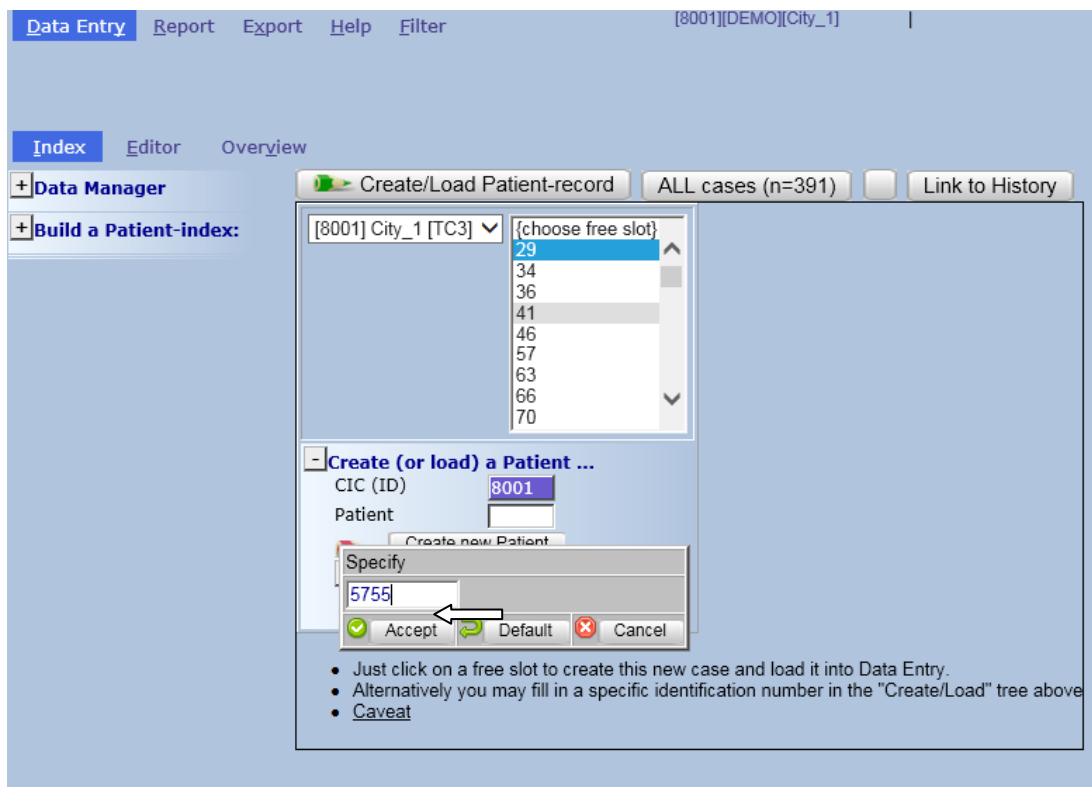 Data Entry Report Export Help Filter [8001][DEMO][City_1]
Index Editor Overview
+ Data Manager
+ Build a Patient-index:
Create/Load Patient-record ALL cases (n=391) Link to History
[8001] City_1 [TC3]
{choose free slot}
29
34
36
41
46
57
63
66
70
- Create (or load) a Patient ...
CIC (ID) 8001
Patient
Create new Patient
Specify
5755
Accept Default Cancel
• Just click on a free slot to create this new case and load it into Data Entry.
• Alternatively you may fill in a specific identification number in the "Create/Load" tree above
• Caveat